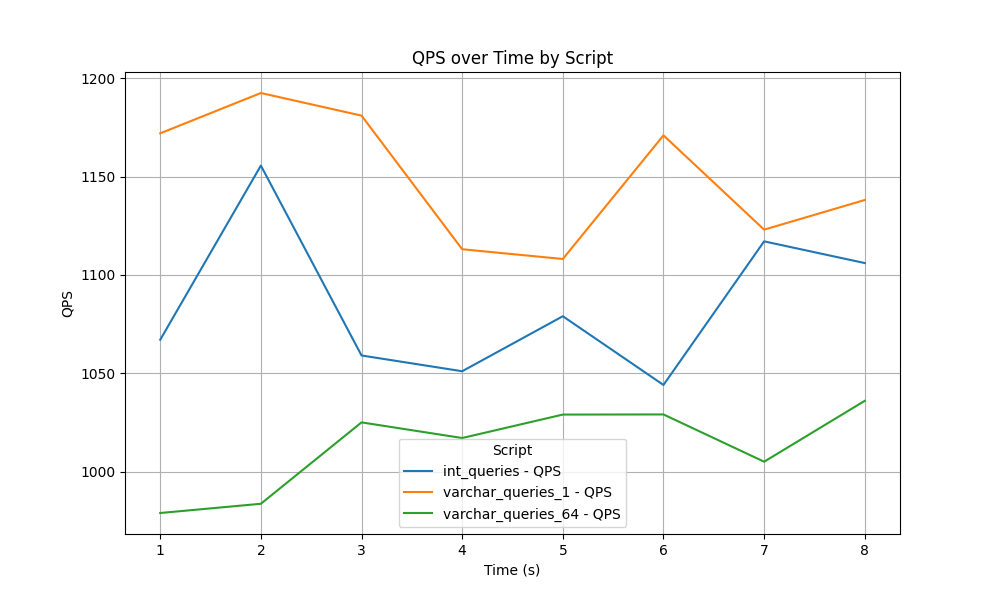 QPS over Time by Script
1200
1150
1100
1050
1000
QPS
Script
int_queries - QPS
varchar_queries_1 - QPS
varchar_queries_64 - QPS
1 2 3 4 5 6 7 8
Time (s)